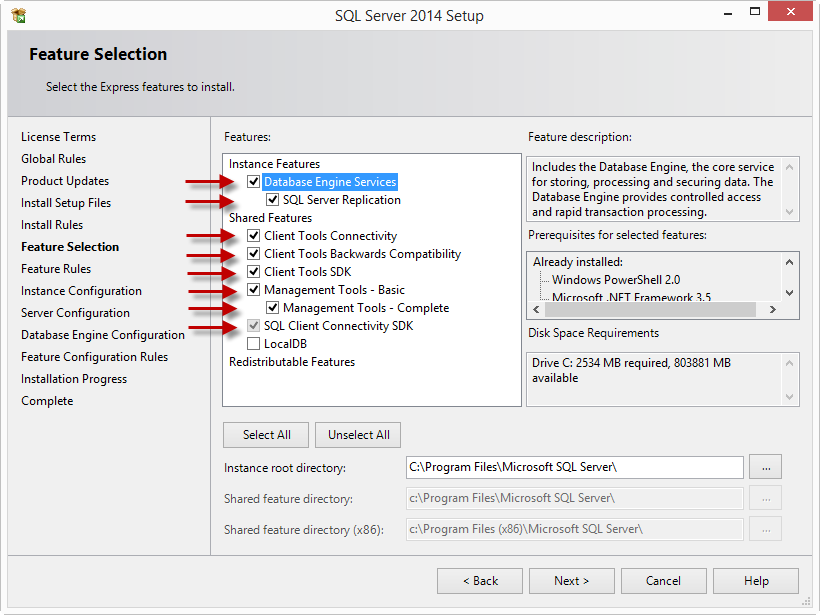 SQL Server 2014 Setup
Feature Selection
Select the Express features to install.
License Terms
Global Rules
Product Updates
Install Setup Files
Install Rules
Feature Selection
Feature Rules
Instance Configuration
Server Configuration
Database Engine Configuration
Feature Configuration Rules
Installation Progress
Complete
Features:
Instance Features
Database Engine Services
SQL Server Replication
Shared Features
Client Tools Connectivity
Client Tools Backwards Compatibility
Client Tools SDK
Management Tools - Basic
Management Tools - Complete
SQL Client Connectivity SDK
LocalDB
Redistributable Features
Feature description:
Includes the Database Engine, the core service
for storing, processing and securing data. The
Database Engine provides controlled access
and rapid transaction processing.
Prerequisites for selected features:
Already installed:
Windows PowerShell 2.0
Microsoft .NET Framework 3.5
Disk Space Requirements
Drive C: 2534 MB required, 803881 MB
available
Select All
Unselect All
Instance root directory:
C:\Program Files\Microsoft SQL Server\
...
Shared feature directory:
c:\Program Files\Microsoft SQL Server\
...
Shared feature directory (x86):
c:\Program Files (x86)\Microsoft SQL Server\
...
< Back
Next >
Cancel
Help